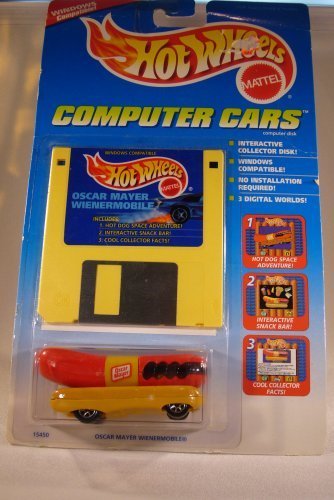 WINDOWS
Compatible!
HOT WHEELS
MATTEL
COMPUTER CARS™
computer disk
INTERACTIVE
COLLECTOR DISK!
WINDOWS
COMPATIBLE!
NO INSTALLATION
REQUIRED!
3 DIGITAL WORLDS!
WINDOWS COMPATIBLE
HOT WHEELS
MATTEL
OSCAR MAYER
WIENERMOBILE
INCLUDES:
1. HOT DOG SPACE ADVENTURE!
2. INTERACTIVE SNACK BAR!
3. COOL COLLECTOR FACTS!
1
HOT DOG SPACE
ADVENTURE!
2
INTERACTIVE
SNACK BAR!
3
COOL COLLECTOR
FACTS!
Oscar
Mayer
15450
OSCAR MAYER WIENERMOBILE®